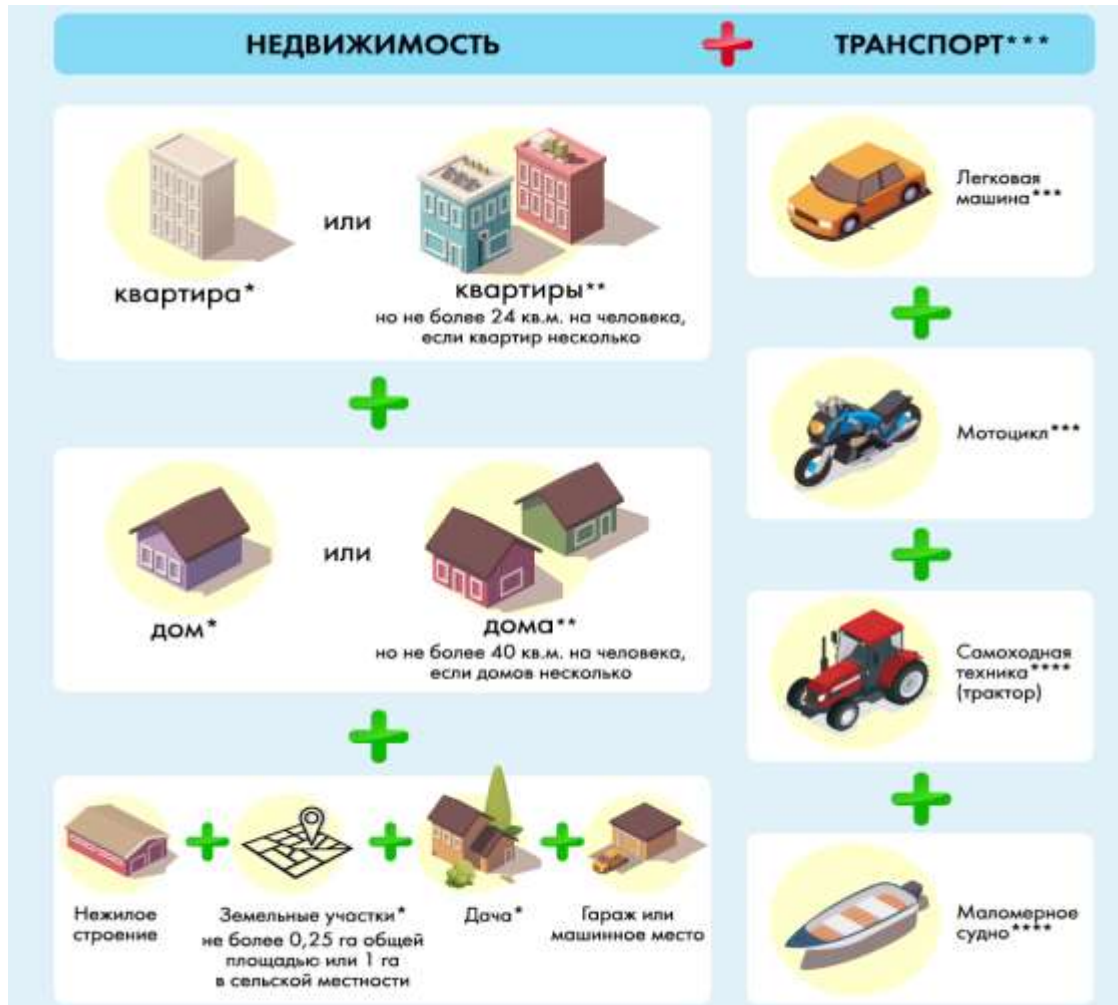 НЕДВИЖИМОСТЬ
ТРАНСПОРТ***
квартира*
или
квартиры**
но не более 24 кв.м. на человека,
если квартир несколько
дом*
или
дома**
но не более 40 кв.м. на человека,
если домов несколько
Нежилое
строение
Земельные участки*
не более 0,25 га общей
площадью или 1 га
в сельской местности
Дача*
Гараж или
машинное место
Легковая
машина***
Мотоцикл***
Самоходная
техника****
(трактор)
Маломерное
судно****